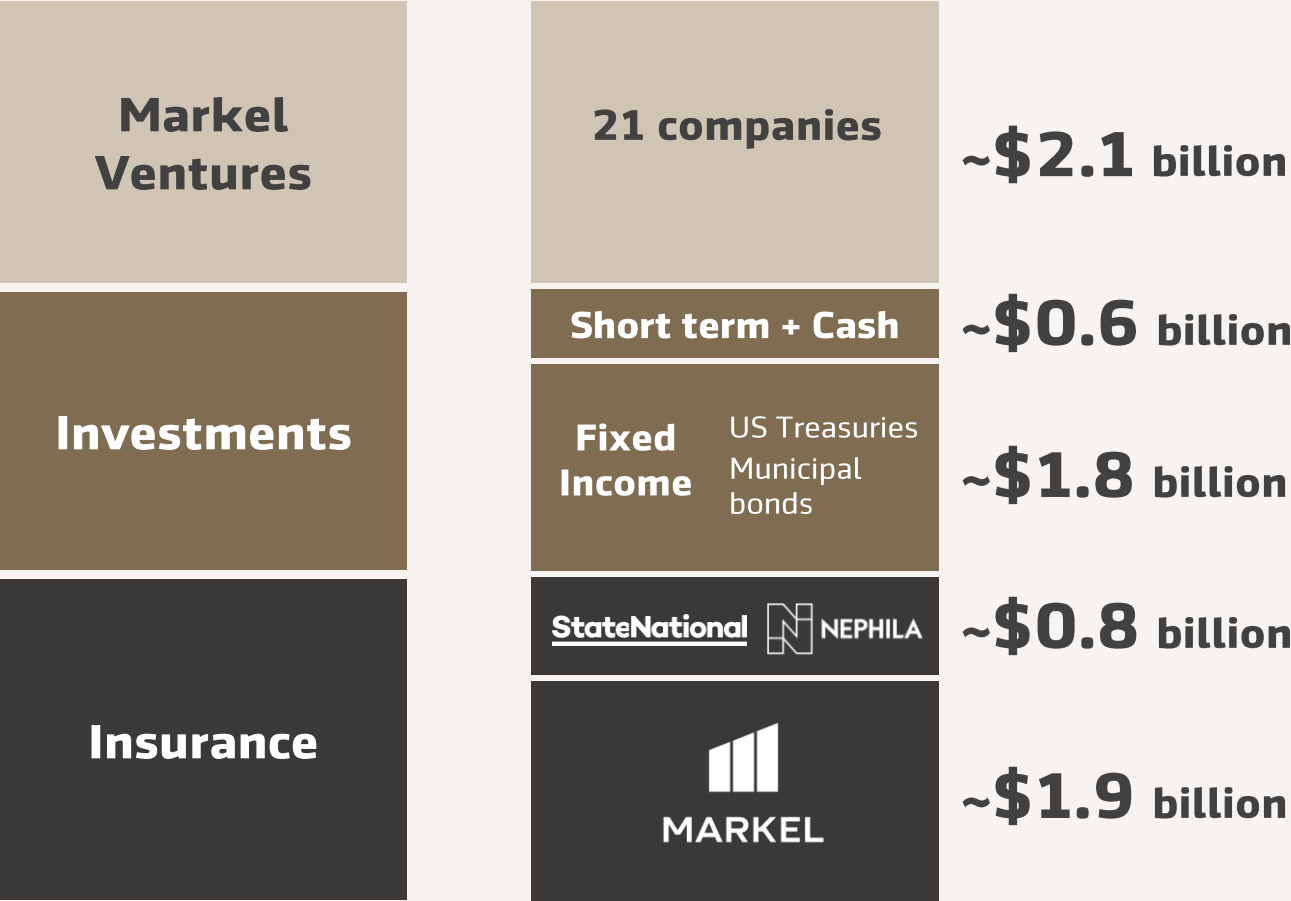 Markel
Ventures
21 companies
~$2.1 billion
Short term + Cash
~$0.6 billion
Investments
Fixed
Income
US Treasuries
Municipal
bonds
~$1.8 billion
StateNational
NEPHILA
~$0.8 billion
Insurance
MARKEL
~$1.9 billion